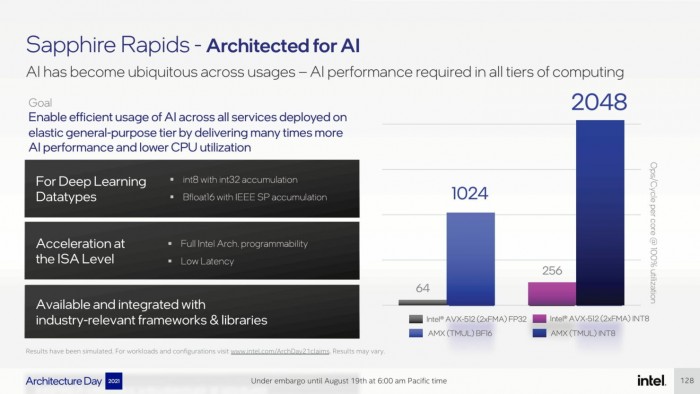 Sapphire Rapids - Architected for AI
AI has become ubiquitous across usages – AI performance required in all tiers of computing
Goal
Enable efficient usage of AI across all services deployed on
elastic general-purpose tier by delivering many times more
AI performance and lower CPU utilization
For Deep Learning
Datatypes
▪ int8 with int32 accumulation
▪ Bfloat16 with IEEE SP accumulation
Acceleration at
the ISA Level
▪ Full Intel Arch. programmability
▪ Low Latency
Available and integrated with
industry-relevant frameworks & libraries
64
1024
256
2048
Ops/Cycle per core @ 100% utilization
Intel® AVX-512 (2xFMA) FP32
Intel® AVX-512 (2xFMA) INT8
AMX (TMUL) BF16
AMX (TMUL) INT8
Results have been simulated. For workloads and configurations visit www.intel.com/ArchDay21claims. Results may vary.
Architecture Day 2021
Under embargo until August 19th at 6:00 am Pacific time
intel.
128